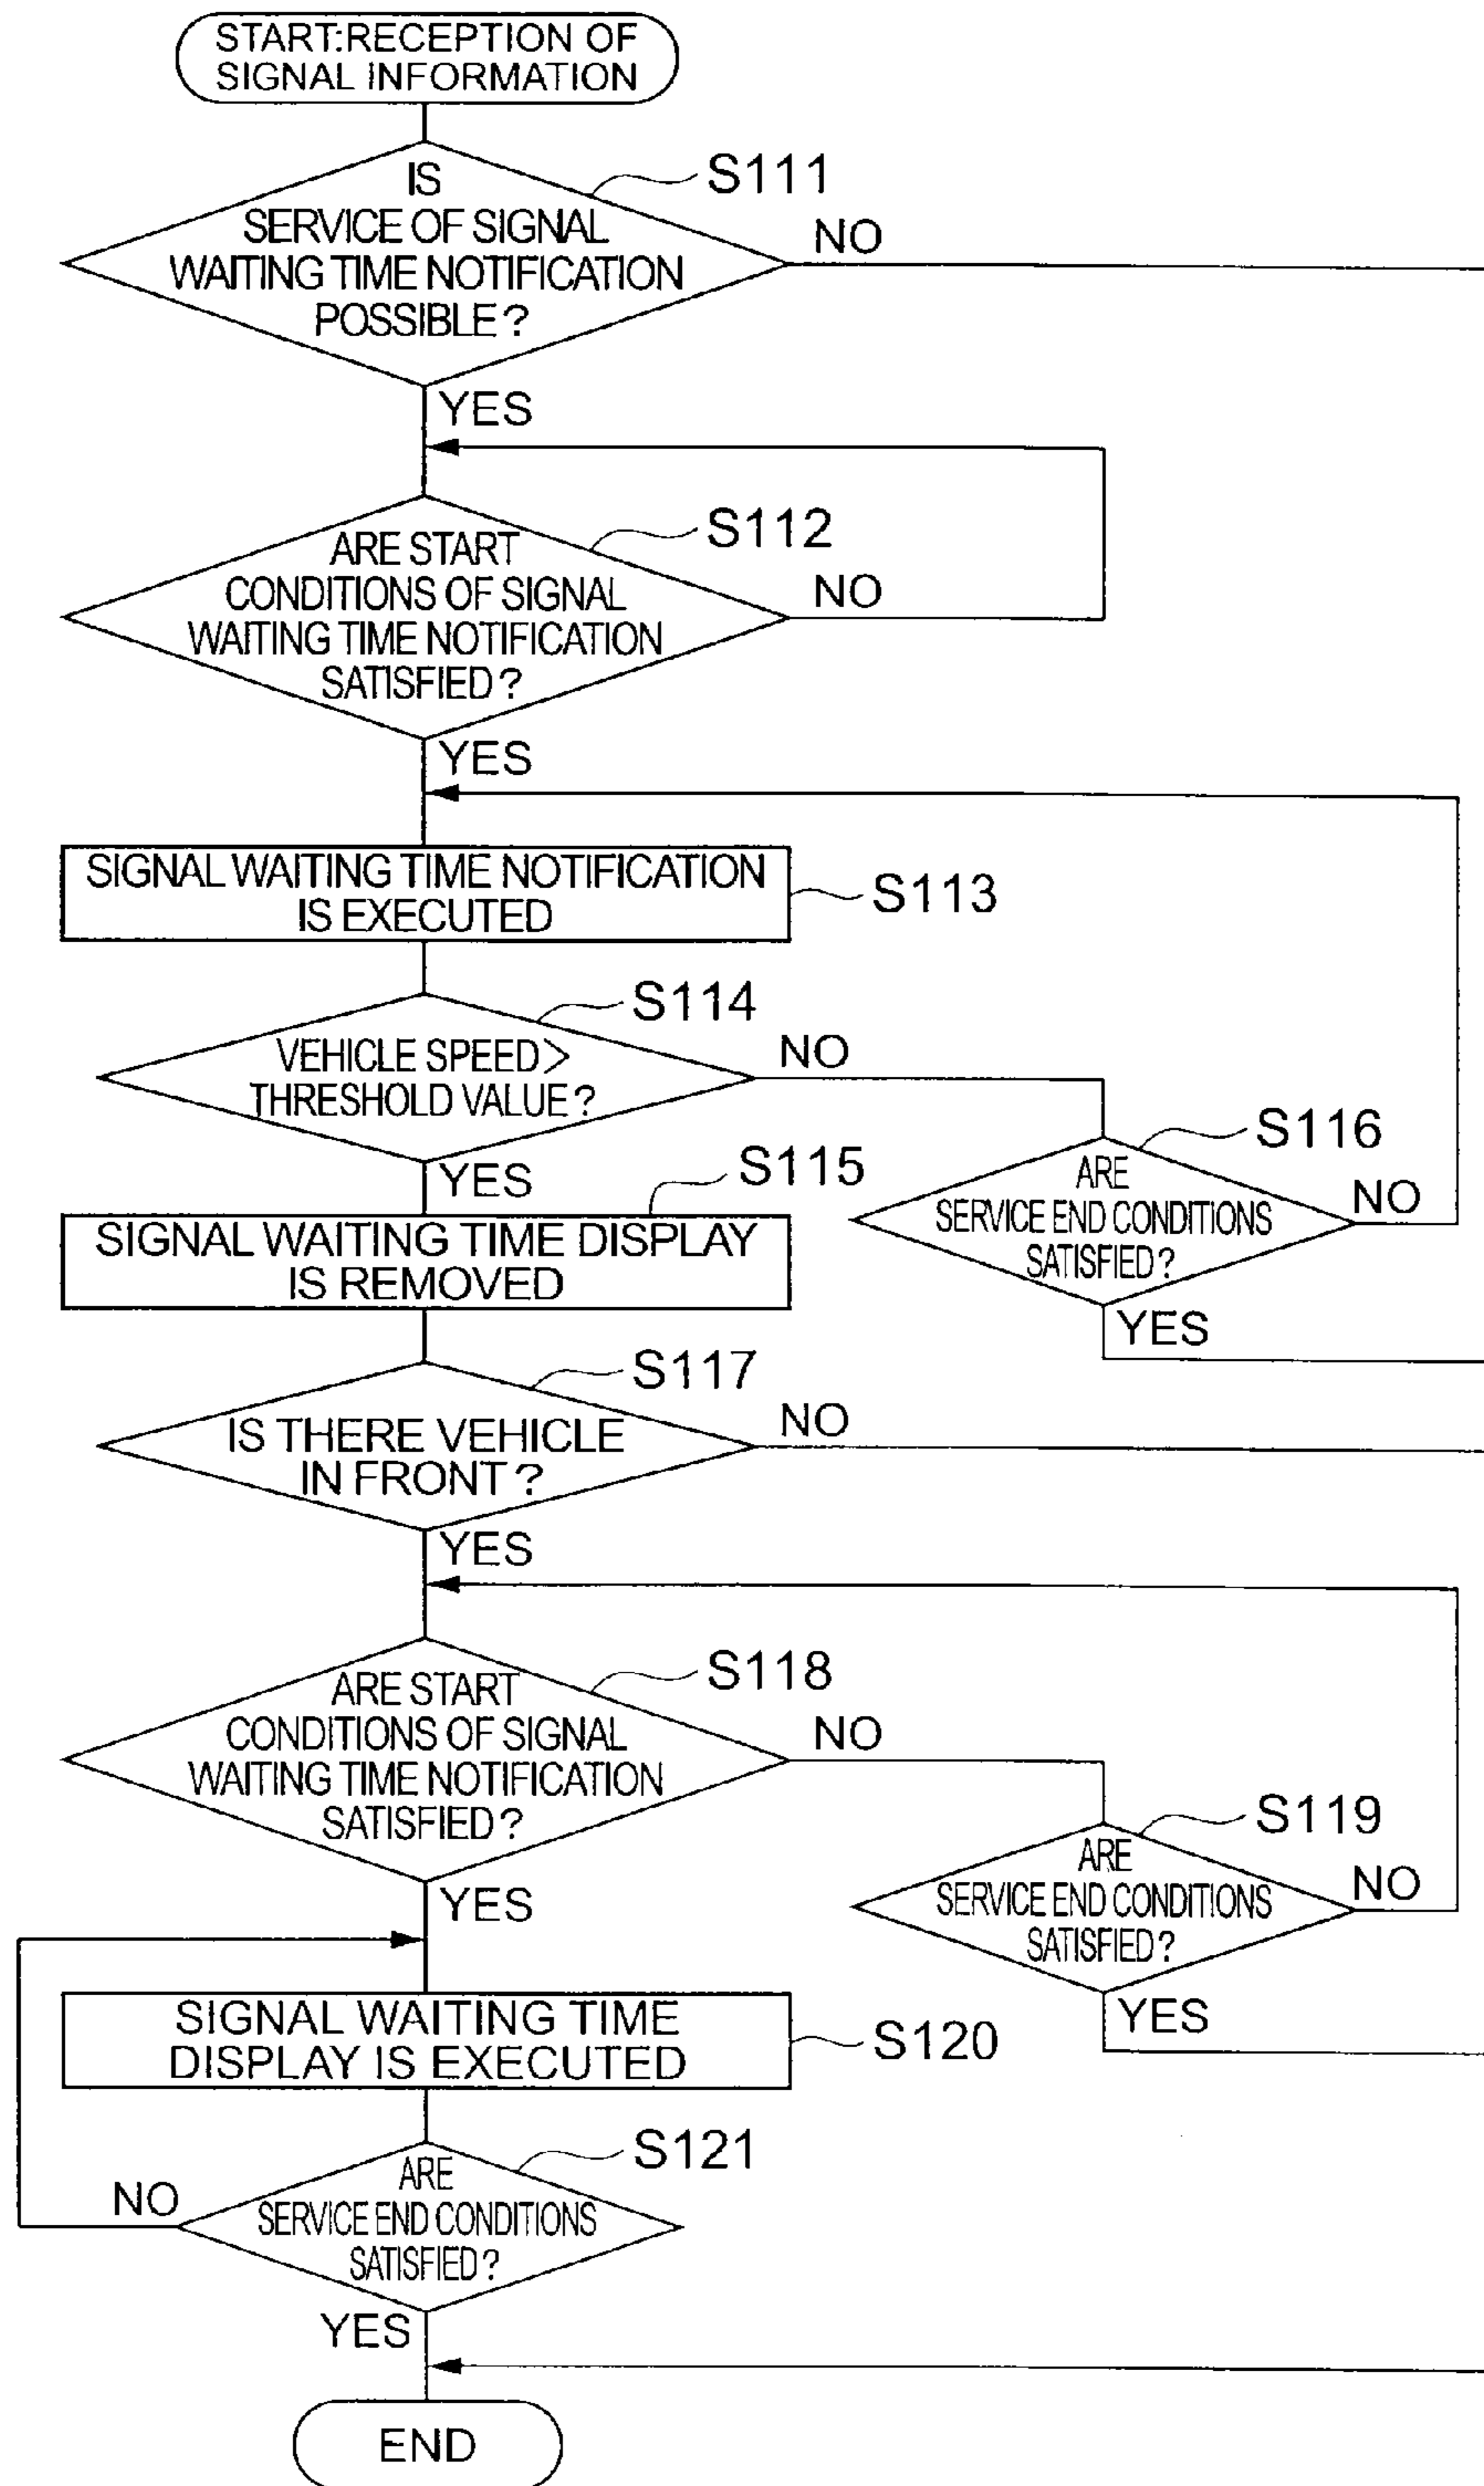 START:RECEPTION OF
SIGNAL INFORMATION
S111
IS
SERVICE OF SIGNAL
WAITING TIME NOTIFICATION
POSSIBLE?
NO
YES
S112
ARE START
CONDITIONS OF SIGNAL
WAITING TIME NOTIFICATION
SATISFIED?
NO
YES
SIGNAL WAITING TIME NOTIFICATION
IS EXECUTED
S113
S114
VEHICLE SPEED>
THRESHOLD VALUE?
NO
YES
S116
ARE
SERVICE END CONDITIONS
SATISFIED?
NO
YES
S115
SIGNAL WAITING TIME DISPLAY
IS REMOVED
S117
IS THERE VEHICLE
IN FRONT?
NO
YES
S118
ARE START
CONDITIONS OF SIGNAL
WAITING TIME NOTIFICATION
SATISFIED?
NO
YES
S119
ARE
SERVICE END CONDITIONS
SATISFIED?
NO
YES
SIGNAL WAITING TIME
DISPLAY IS EXECUTED
S120
S121
ARE
SERVICE END CONDITIONS
SATISFIED?
NO
YES
END